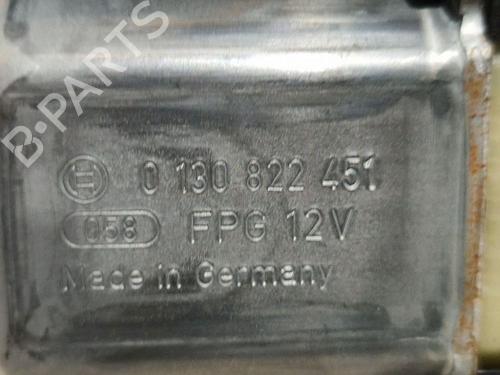 B-PARTS
0 130 822 451
058 FPG 12V
Made in Germany